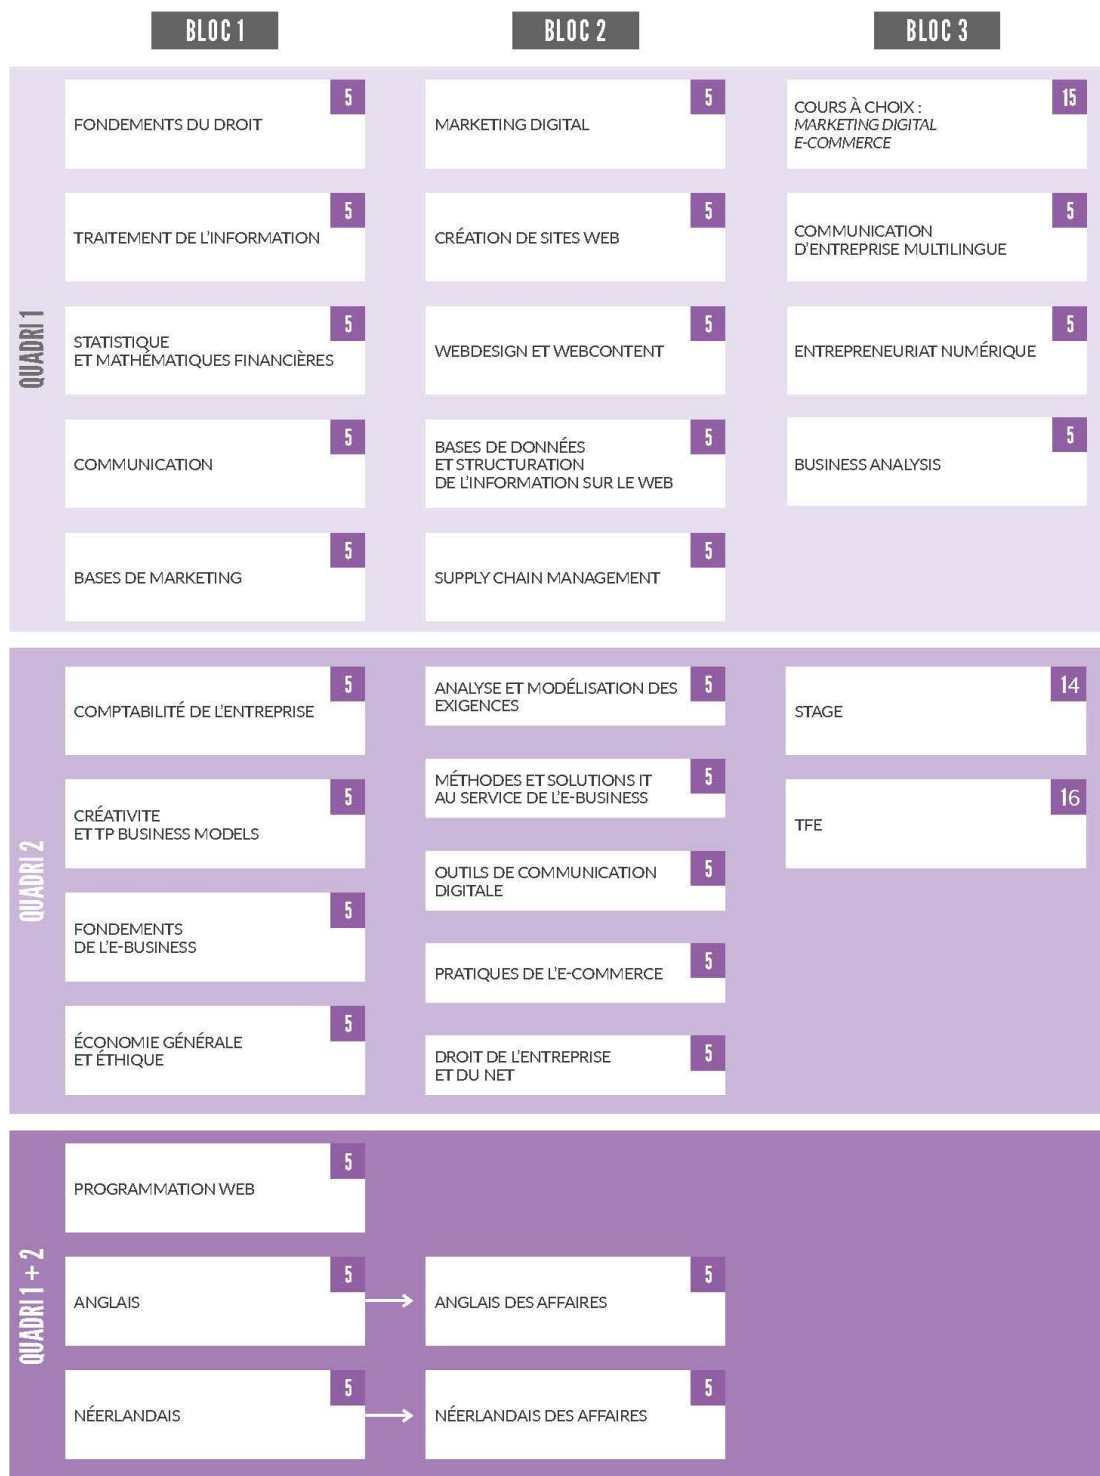 BLOC 1
BLOC 2
BLOC 3
QUADRI 1
5
FONDEMENTS DU DROIT
5
MARKETING DIGITAL
15
COURS À CHOIX :
MARKETING DIGITAL
E-COMMERCE
5
TRAITEMENT DE L'INFORMATION
5
CRÉATION DE SITES WEB
5
COMMUNICATION
D'ENTREPRISE MULTILINGUE
5
STATISTIQUE
ET MATHÉMATIQUES FINANCIÈRES
5
WEBDESIGN ET WEBCONTENT
5
ENTREPRENEURIAT NUMÉRIQUE
5
COMMUNICATION
5
BASES DE DONNÉES
ET STRUCTURATION
DE L'INFORMATION SUR LE WEB
5
BUSINESS ANALYSIS
5
BASES DE MARKETING
5
SUPPLY CHAIN MANAGEMENT
QUADRI 2
5
COMPTABILITÉ DE L'ENTREPRISE
5
ANALYSE ET MODÉLISATION DES
EXIGENCES
14
STAGE
5
CRÉATIVITE
ET TP BUSINESS MODELS
5
MÉTHODES ET SOLUTIONS IT
AU SERVICE DE L'E-BUSINESS
16
TFE
5
OUTILS DE COMMUNICATION
DIGITALE
5
FONDEMENTS
DE L'E-BUSINESS
5
PRATIQUES DE L'E-COMMERCE
5
ÉCONOMIE GÉNÉRALE
ET ÉTHIQUE
5
DROIT DE L'ENTREPRISE
ET DU NET
QUADRI 1 + 2
5
PROGRAMMATION WEB
5
ANGLAIS
5
ANGLAIS DES AFFAIRES
5
NÉERLANDAIS
5
NÉERLANDAIS DES AFFAIRES